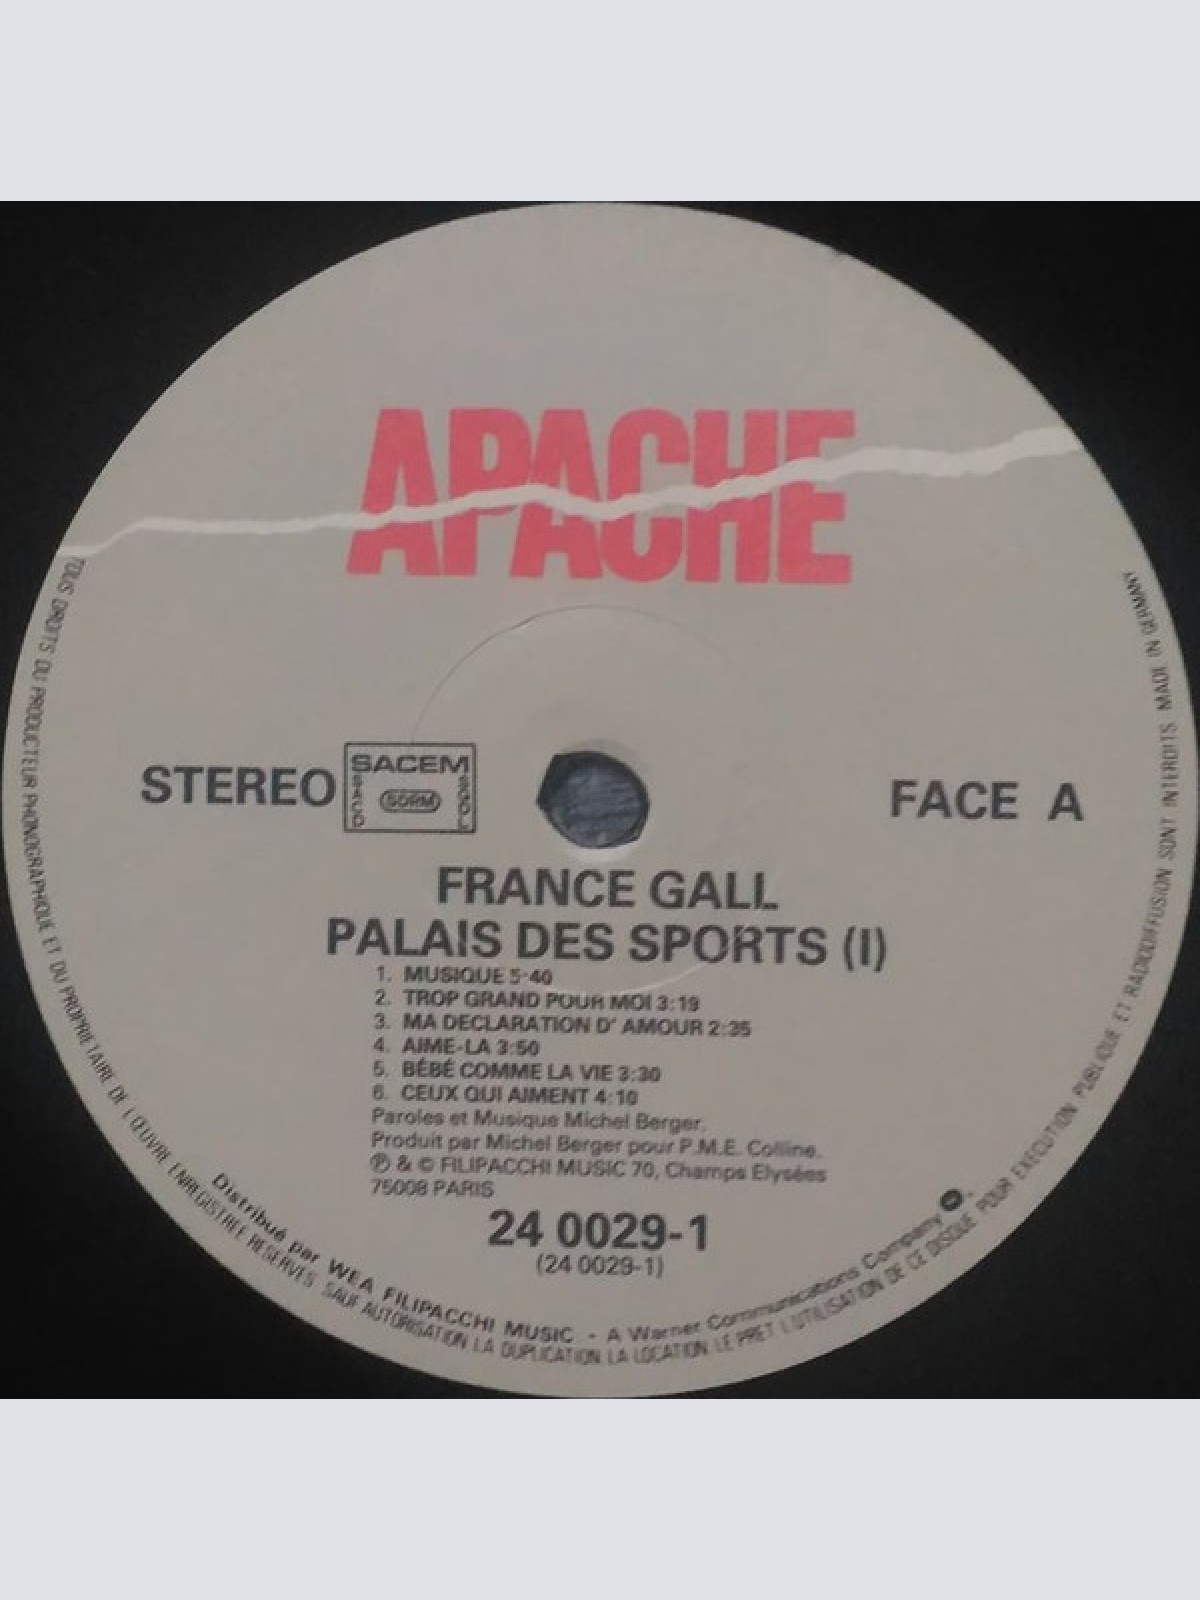 APACHE
STEREO
SACEM
SACD
SDRM
SGDL
FACE A
FRANCE GALL
PALAIS DES SPORTS (I)
1. MUSIQUE 5·40
2. TROP GRAND POUR MOI 3:19
3. MA DECLARATION D' AMOUR 2:35
4. AIME-LA 3:50
5. BÉBÉ COMME LA VIE 3:30
6. CEUX QUI AIMENT 4:10
Paroles et Musique Michel Berger.
Produit par Michel Berger pour P.M.E. Colline.
℗ & © FILIPACCHI MUSIC 70, Champs Elysées
75008 PARIS
24 0029-1
(24 0029-1)
Distribué par WEA FILIPACCHI MUSIC - A Warner Communications Company
TOUS DROITS DU PRODUCTEUR PHONOGRAPHIQUE ET DU PROPRIETAIRE DE L'ŒUVRE ENREGISTREE RESERVES SAUF AUTORISATION LA DUPLICATION LA LOCATION LE PRET L'UTILISATION DE CE DISQUE POUR EXECUTION PUBLIQUE ET RADIODIFFUSION SONT INTERDITS MADE IN GERMANY